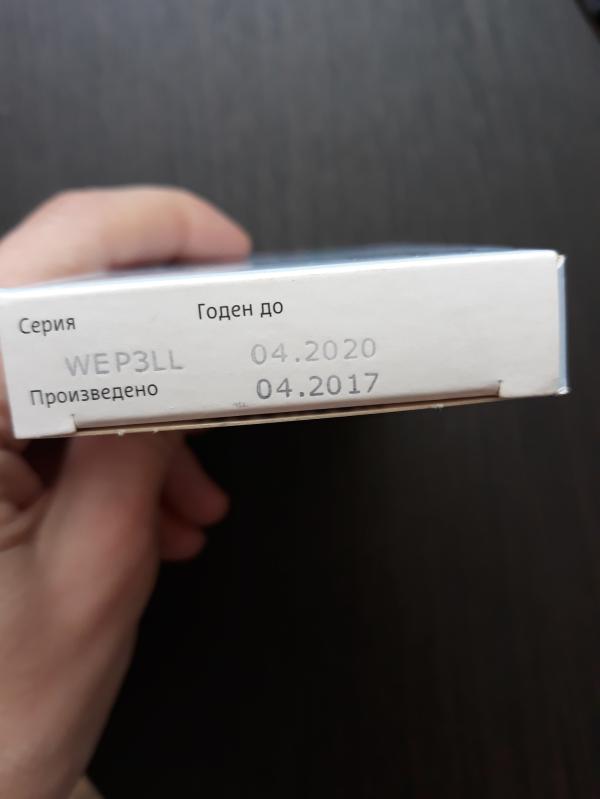 Серия Годен до
WEP3LL 04.2020
Произведено 04.2017